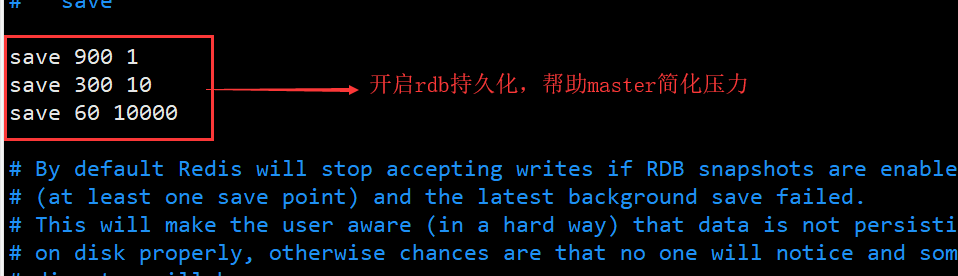 #   save
save 900 1
save 300 10
save 60 10000
开启rdb持久化，帮助master简化压力
# By default Redis will stop accepting writes if RDB snapshots are enable
# (at least one save point) and the latest background save failed.
# This will make the user aware (in a hard way) that data is not persisti
# on disk properly, otherwise chances are that no one will notice and som